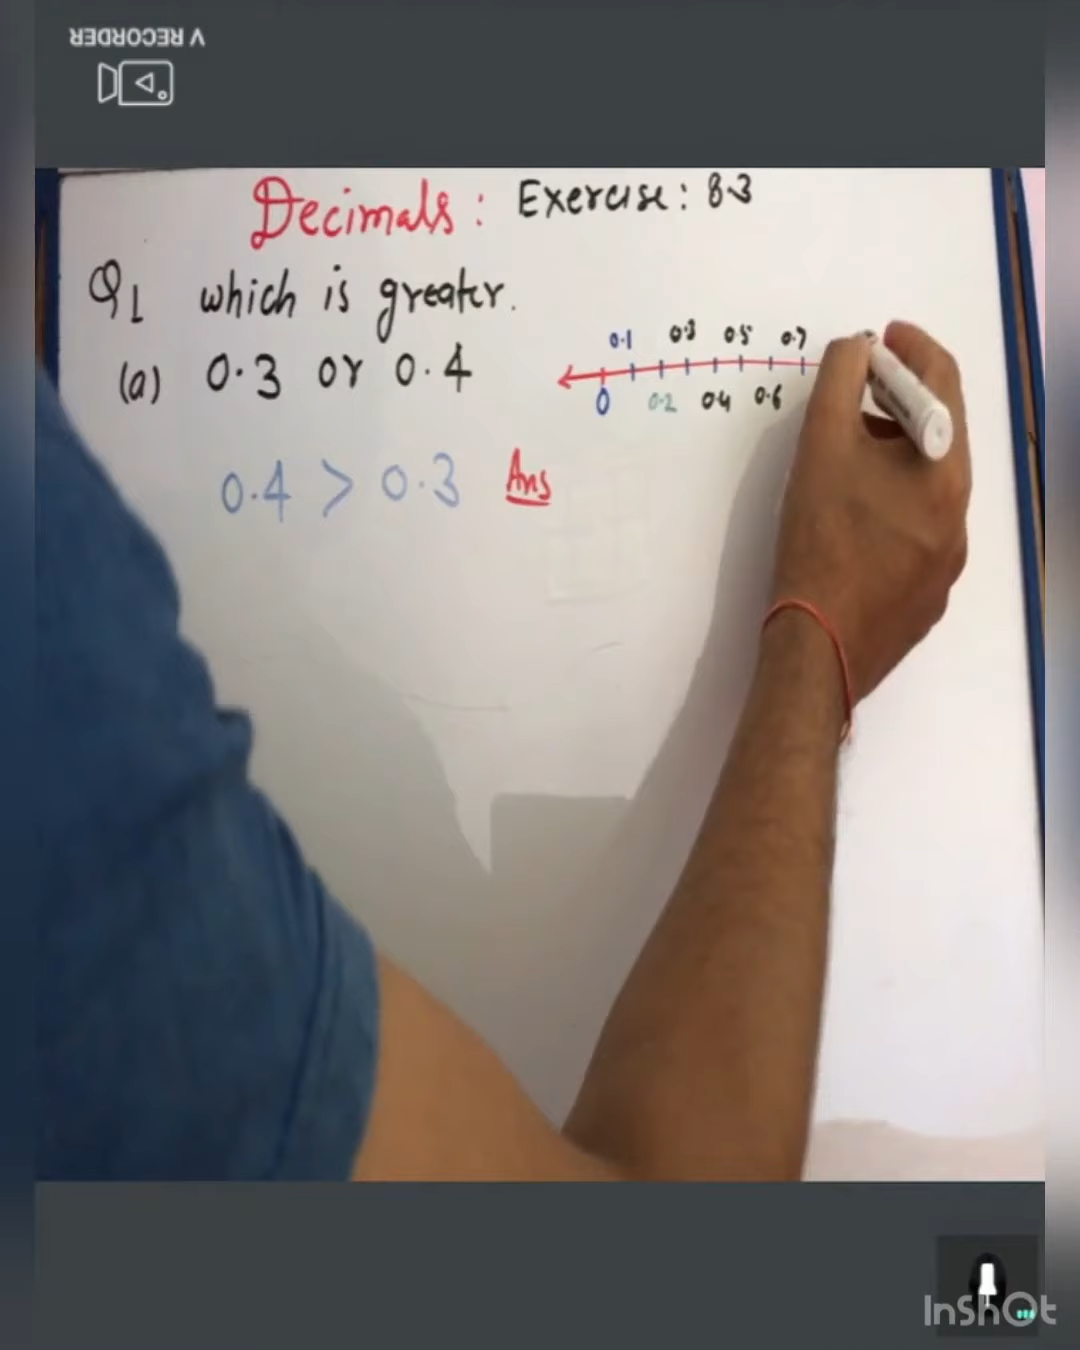 V RECORDER
Decimals: Exercise: 8.3
Q1 which is greater.
(a) 0.3 or 0.4
0.1 0.3 0.5 0.7
0 0.2 0.4 0.6
0.4 > 0.3 Ans
InShOt